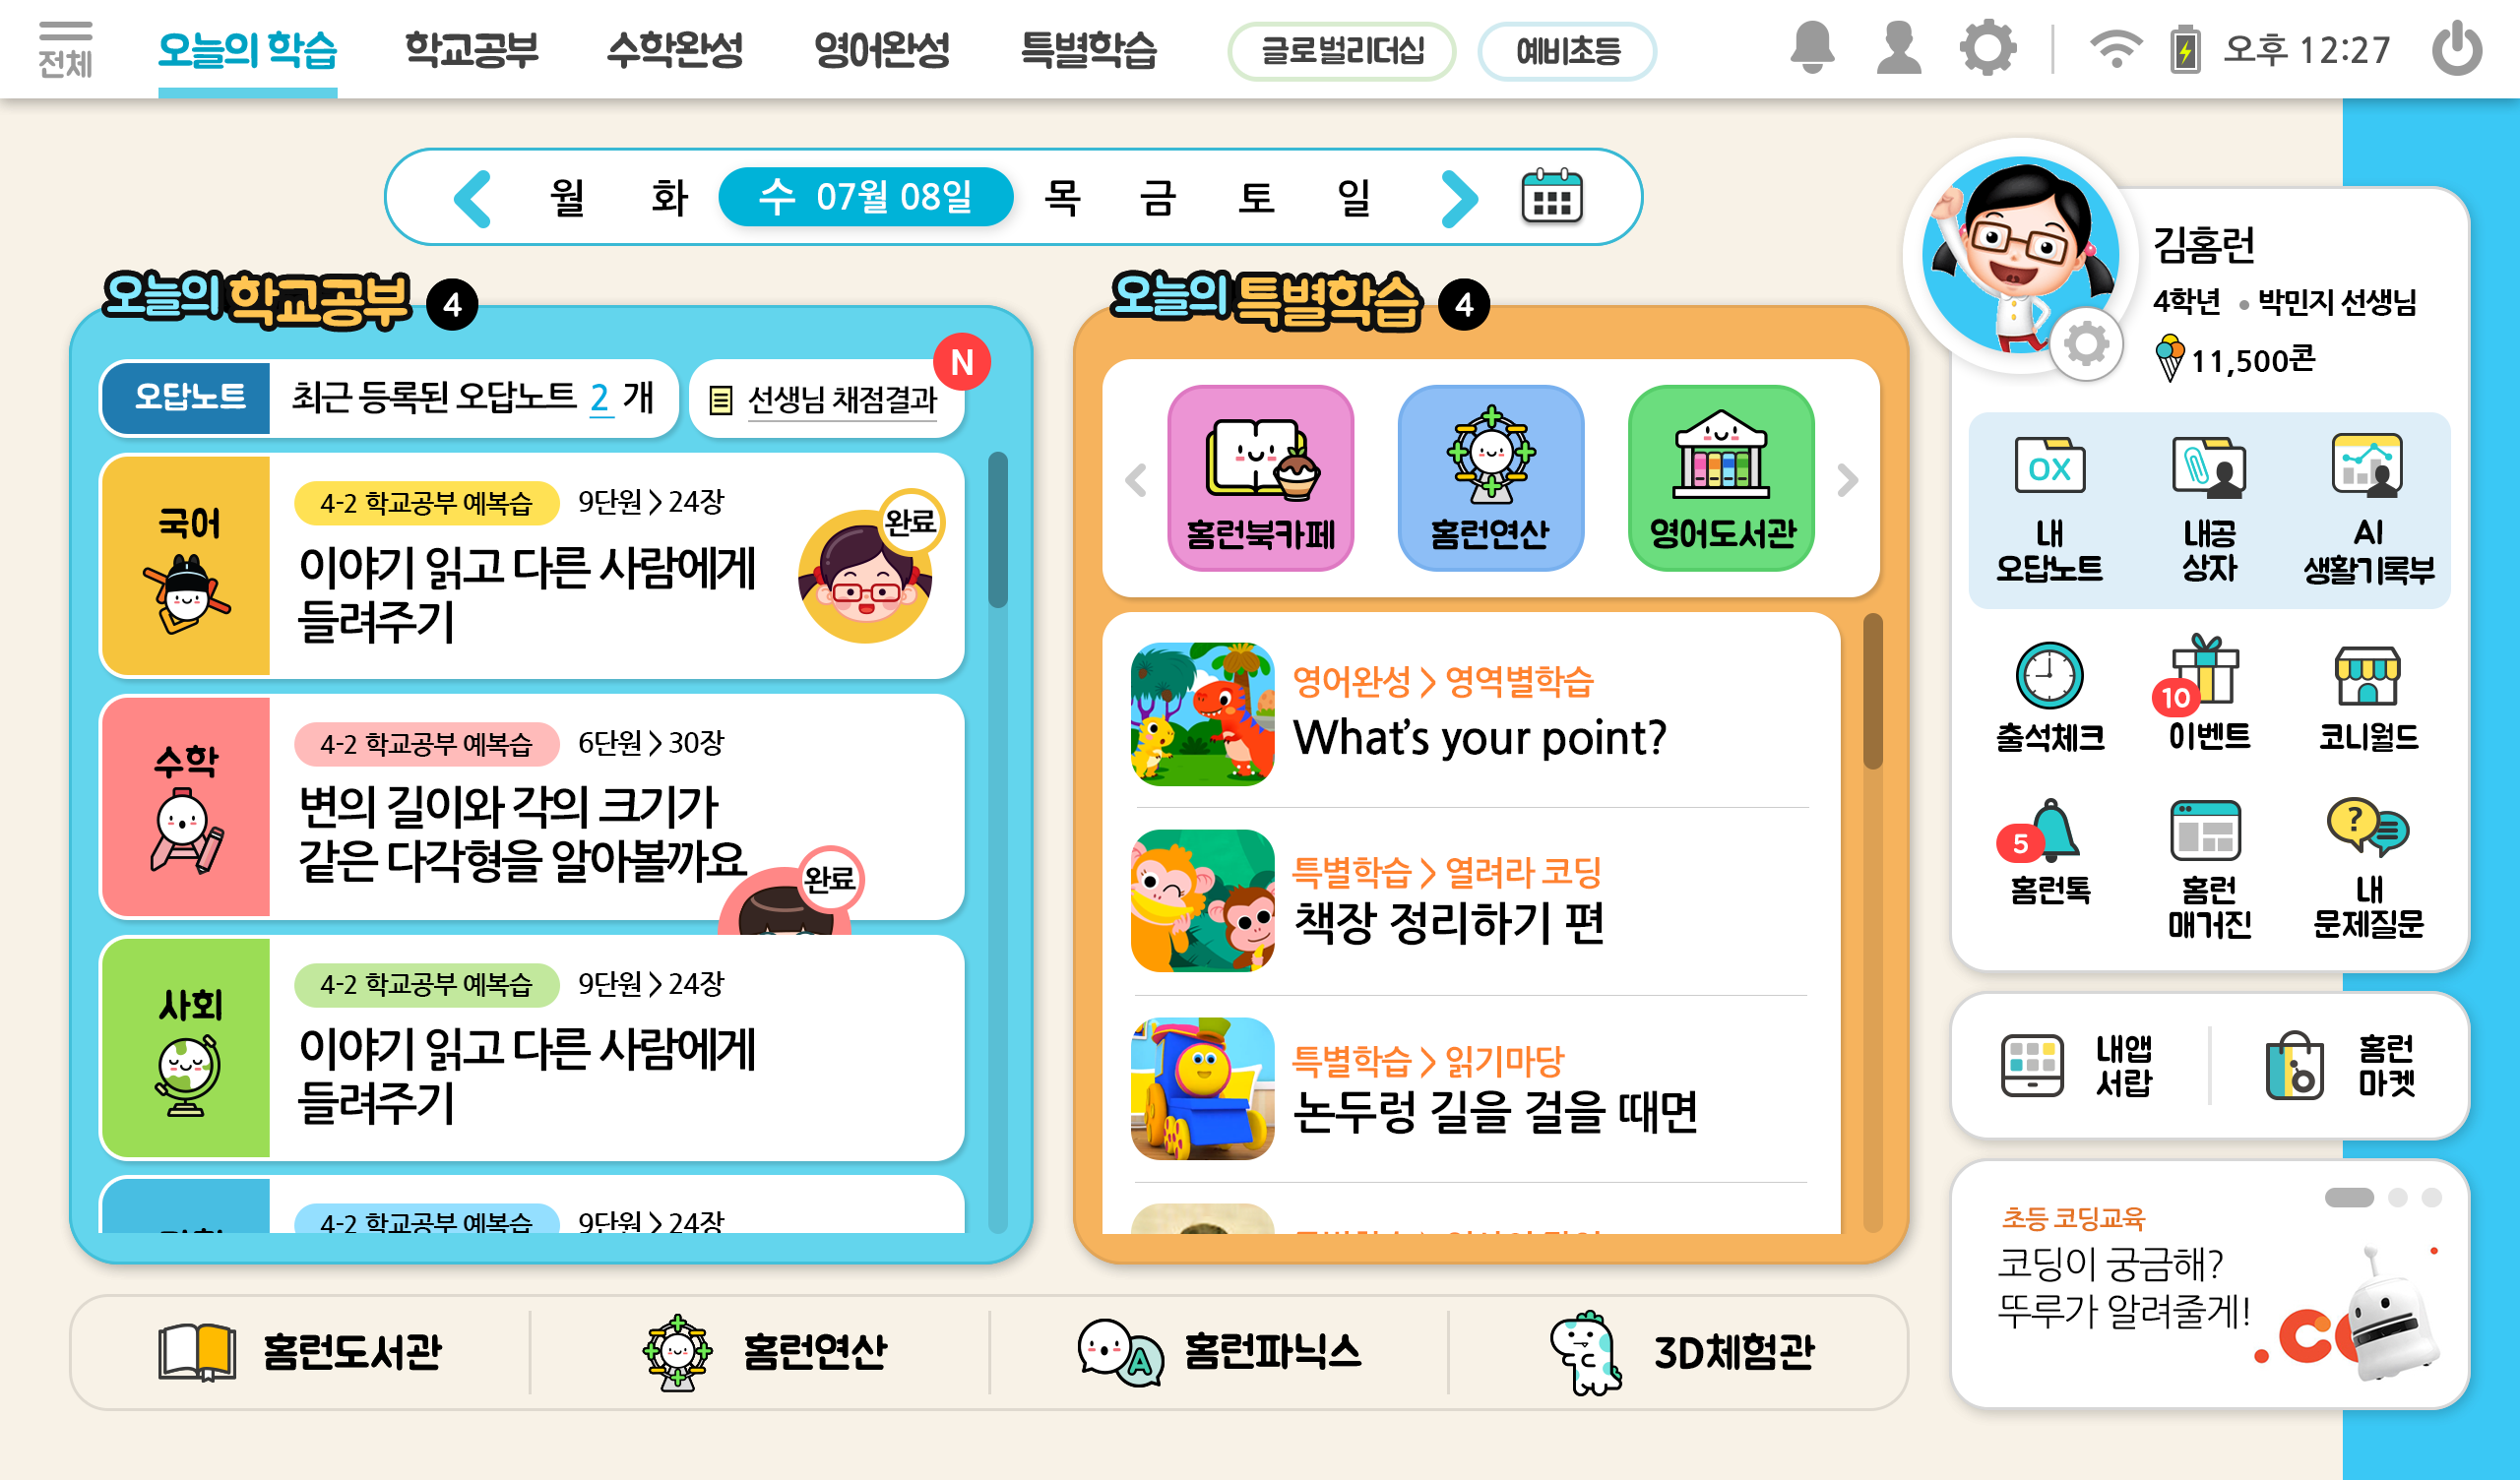 전체
오늘의 학습
학교공부
수학완성
영어완성
특별학습
글로벌리더십
예비초등
오후 12:27
월 화 수 07월 08일 목 금 토 일
오늘의 학교공부 4
오답노트
최근 등록된 오답노트 2 개
선생님 채점결과
N
국어
4-2 학교공부 예복습
9단원 > 24장
이야기 읽고 다른 사람에게
들려주기
완료
수학
4-2 학교공부 예복습
6단원 > 30장
변의 길이와 각의 크기가
같은 다각형을 알아볼까요
완료
사회
4-2 학교공부 예복습
9단원 > 24장
이야기 읽고 다른 사람에게
들려주기
4-2 학교공부 예복습
9단원 > 24장
오늘의 특별학습 4
홈런북카페
홈런연산
영어도서관
영어완성 > 영역별학습
What's your point?
특별학습 > 열려라 코딩
책장 정리하기 편
특별학습 > 읽기마당
논두렁 길을 걸을 때면
김홈런
4학년 • 박민지 선생님
11,500콘
OX
내
오답노트
내공
상자
AI
생활기록부
출석체크
10
이벤트
코니월드
5
홈런톡
홈런
매거진
?
내
문제질문
내앱
서랍
홈런
마켓
초등 코딩교육
코딩이 궁금해?
뚜루가 알려줄게!
.co
홈런도서관
홈런연산
A
홈런파닉스
3D체험관